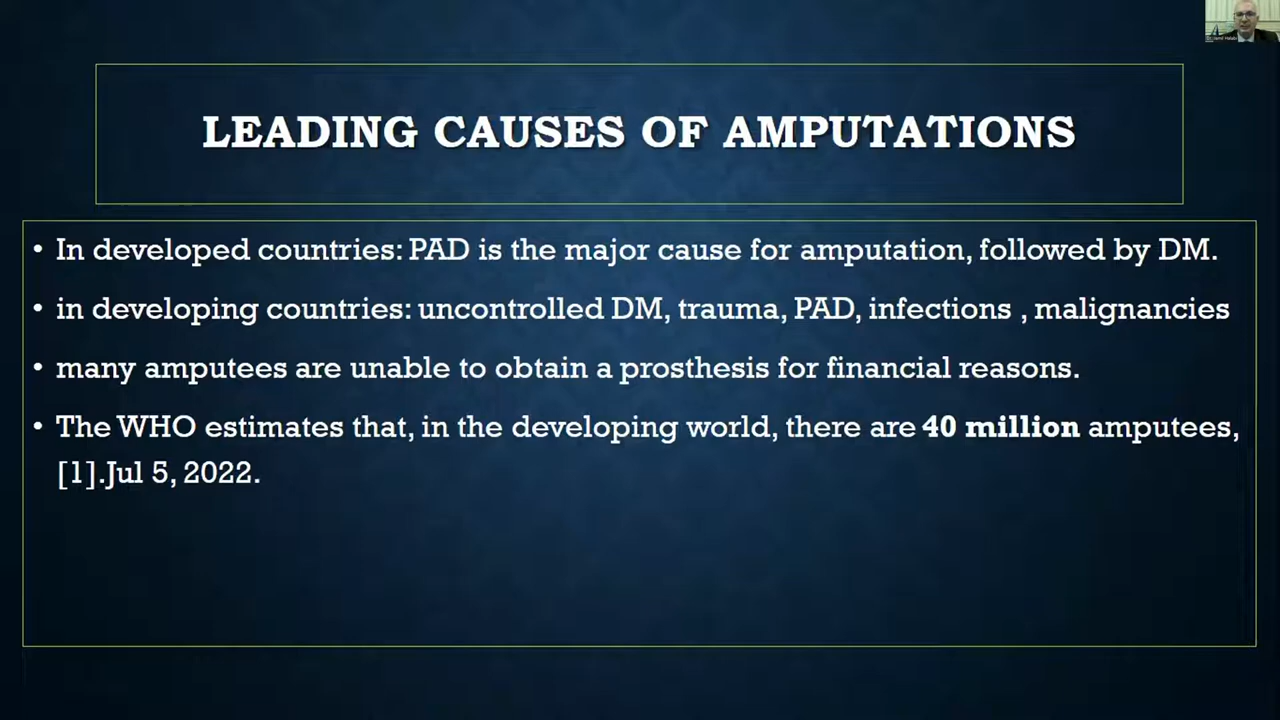 LEADING CAUSES OF AMPUTATIONS
• In developed countries: PAD is the major cause for amputation, followed by DM.
• in developing countries: uncontrolled DM, trauma, PAD, infections , malignancies
• many amputees are unable to obtain a prosthesis for financial reasons.
• The WHO estimates that, in the developing world, there are 40 million amputees,
[1].Jul 5, 2022.